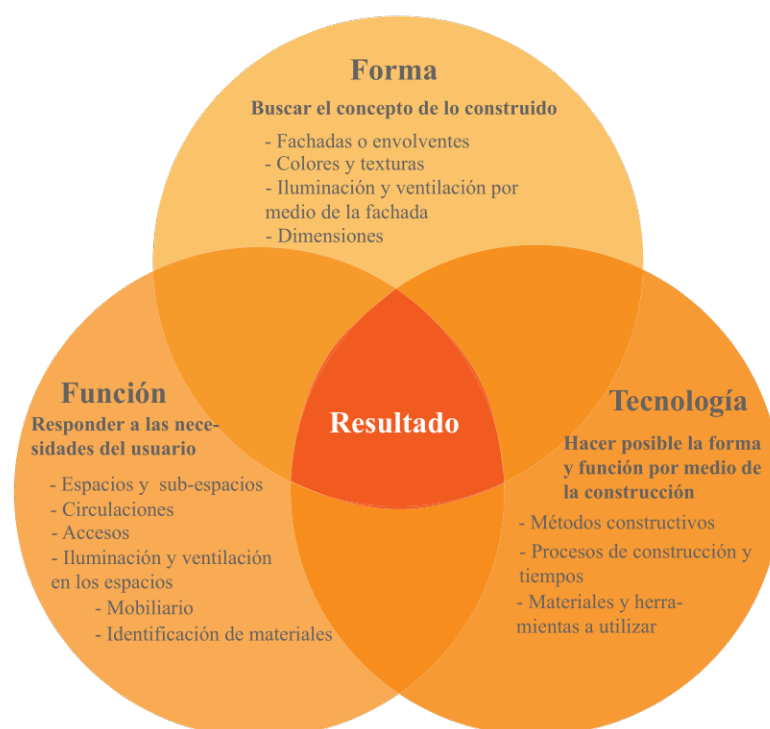 Forma
Buscar el concepto de lo construido
- Fachadas o envolventes
- Colores y texturas
- Iluminación y ventilación por
medio de la fachada
- Dimensiones
Función
Responder a las nece-
sidades del usuario
- Espacios y sub-espacios
- Circulaciones
- Accesos
- Iluminación y ventilación
en los espacios
- Mobiliario
- Identificación de materiales
Resultado
Tecnología
Hacer posible la forma
y función por medio de
la construcción
- Métodos constructivos
- Procesos de construcción y
tiempos
- Materiales y herra-
mientas a utilizar